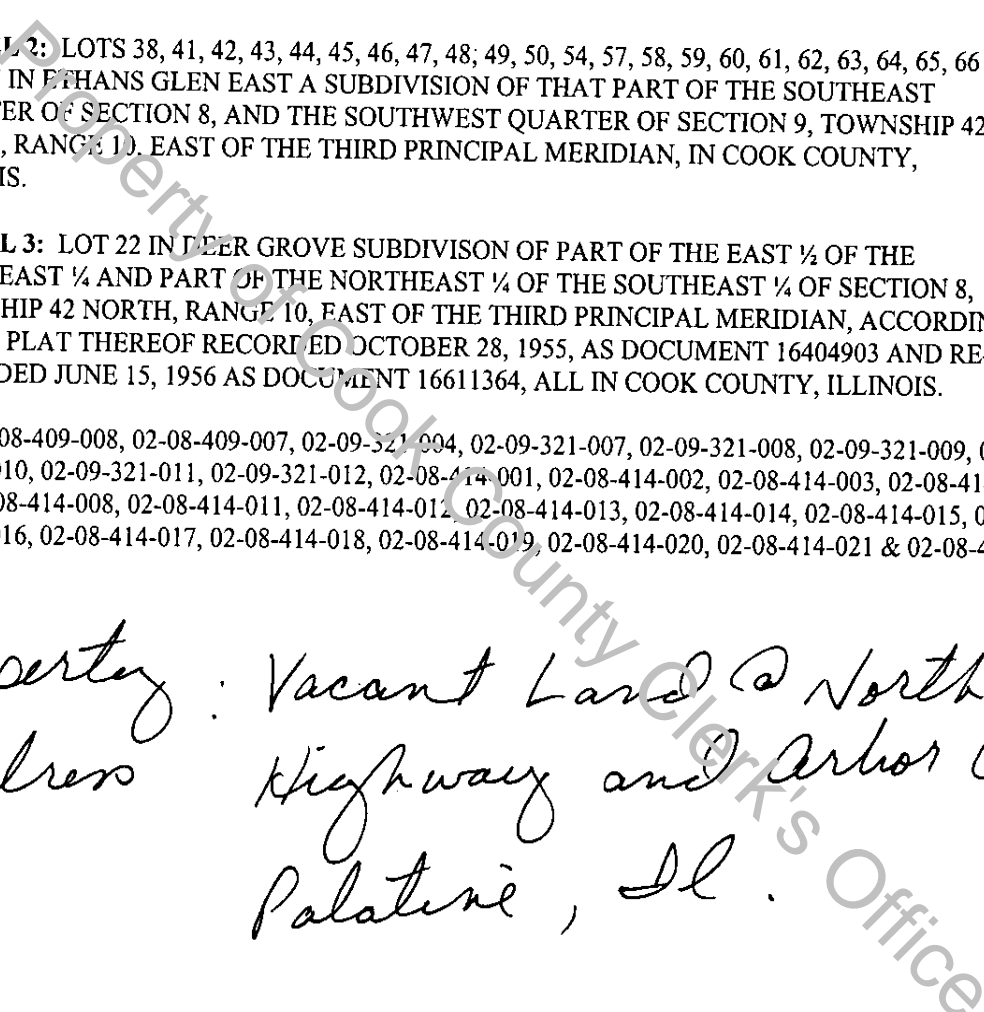 L 2: LOTS 38, 41, 42, 43, 44, 45, 46, 47, 48; 49, 50, 54, 57, 58, 59, 60, 61, 62, 63, 64, 65, 66
IN ETHANS GLEN EAST A SUBDIVISION OF THAT PART OF THE SOUTHEAST
ER OF SECTION 8, AND THE SOUTHWEST QUARTER OF SECTION 9, TOWNSHIP 42
, RANGE 10. EAST OF THE THIRD PRINCIPAL MERIDIAN, IN COOK COUNTY,
IS.
L 3: LOT 22 IN DEER GROVE SUBDIVISON OF PART OF THE EAST ½ OF THE
EAST ¼ AND PART OF THE NORTHEAST ¼ OF THE SOUTHEAST ¼ OF SECTION 8,
HIP 42 NORTH, RANGE 10, EAST OF THE THIRD PRINCIPAL MERIDIAN, ACCORDIN
PLAT THEREOF RECORDED OCTOBER 28, 1955, AS DOCUMENT 16404903 AND RE-
DED JUNE 15, 1956 AS DOCUMENT 16611364, ALL IN COOK COUNTY, ILLINOIS.
08-409-008, 02-08-409-007, 02-09-321-004, 02-09-321-007, 02-09-321-008, 02-09-321-009, 0
10, 02-09-321-011, 02-09-321-012, 02-08-414-001, 02-08-414-002, 02-08-414-003, 02-08-41
08-414-008, 02-08-414-011, 02-08-414-012, 02-08-414-013, 02-08-414-014, 02-08-414-015, 0
16, 02-08-414-017, 02-08-414-018, 02-08-414-019, 02-08-414-020, 02-08-414-021 & 02-08-4
perty : Vacant Land @ North
dress Highway and Arbor C
Palatine, Il.
Property of Cook County Clerk's Office